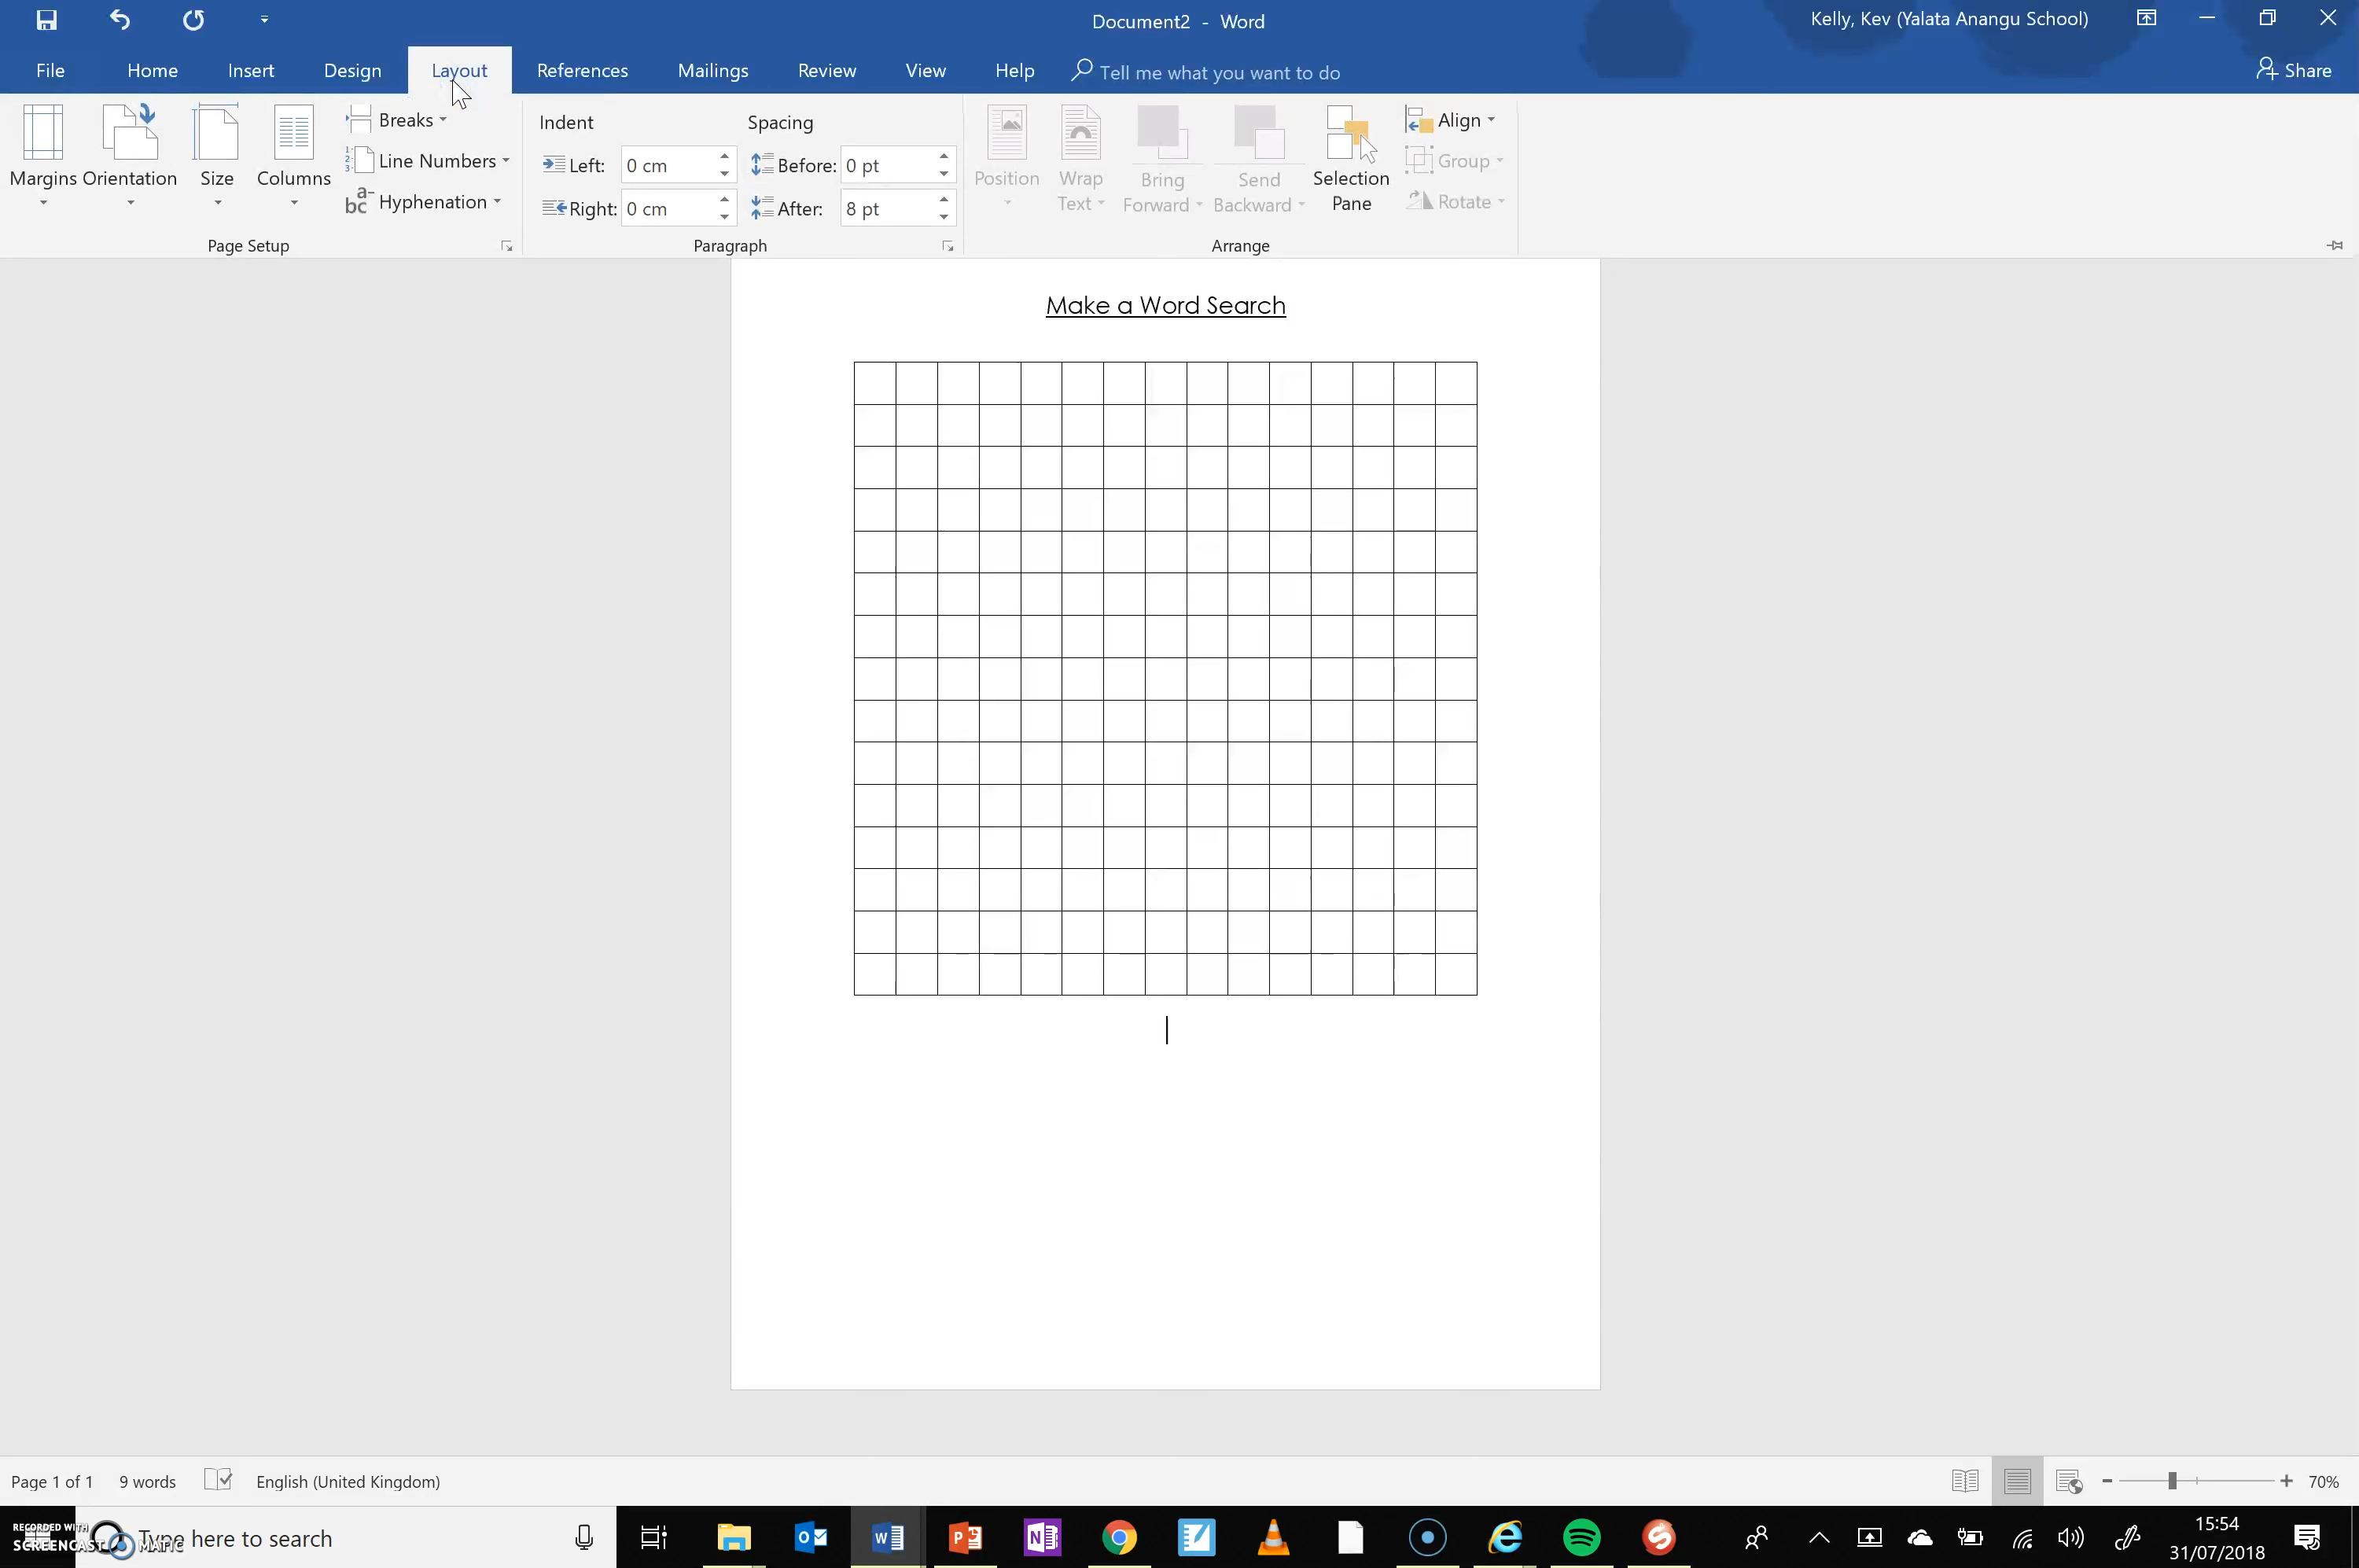 Document2 - Word
Kelly, Kev (Yalata Anangu School)
File Home Insert Design Layout References Mailings Review View Help Tell me what you want to do Share
Margins Orientation Size Columns
Breaks
Line Numbers
Hyphenation
Page Setup
Indent
Left: 0 cm
Right: 0 cm
Spacing
Before: 0 pt
After: 8 pt
Paragraph
Position
Wrap Text
Bring Forward
Send Backward
Selection Pane
Align
Group
Rotate
Arrange
Make a Word Search
Page 1 of 1 9 words English (United Kingdom) 70%
RECORDED WITH
SCREENCAST MATIC
Type here to search
15:54
31/07/2018